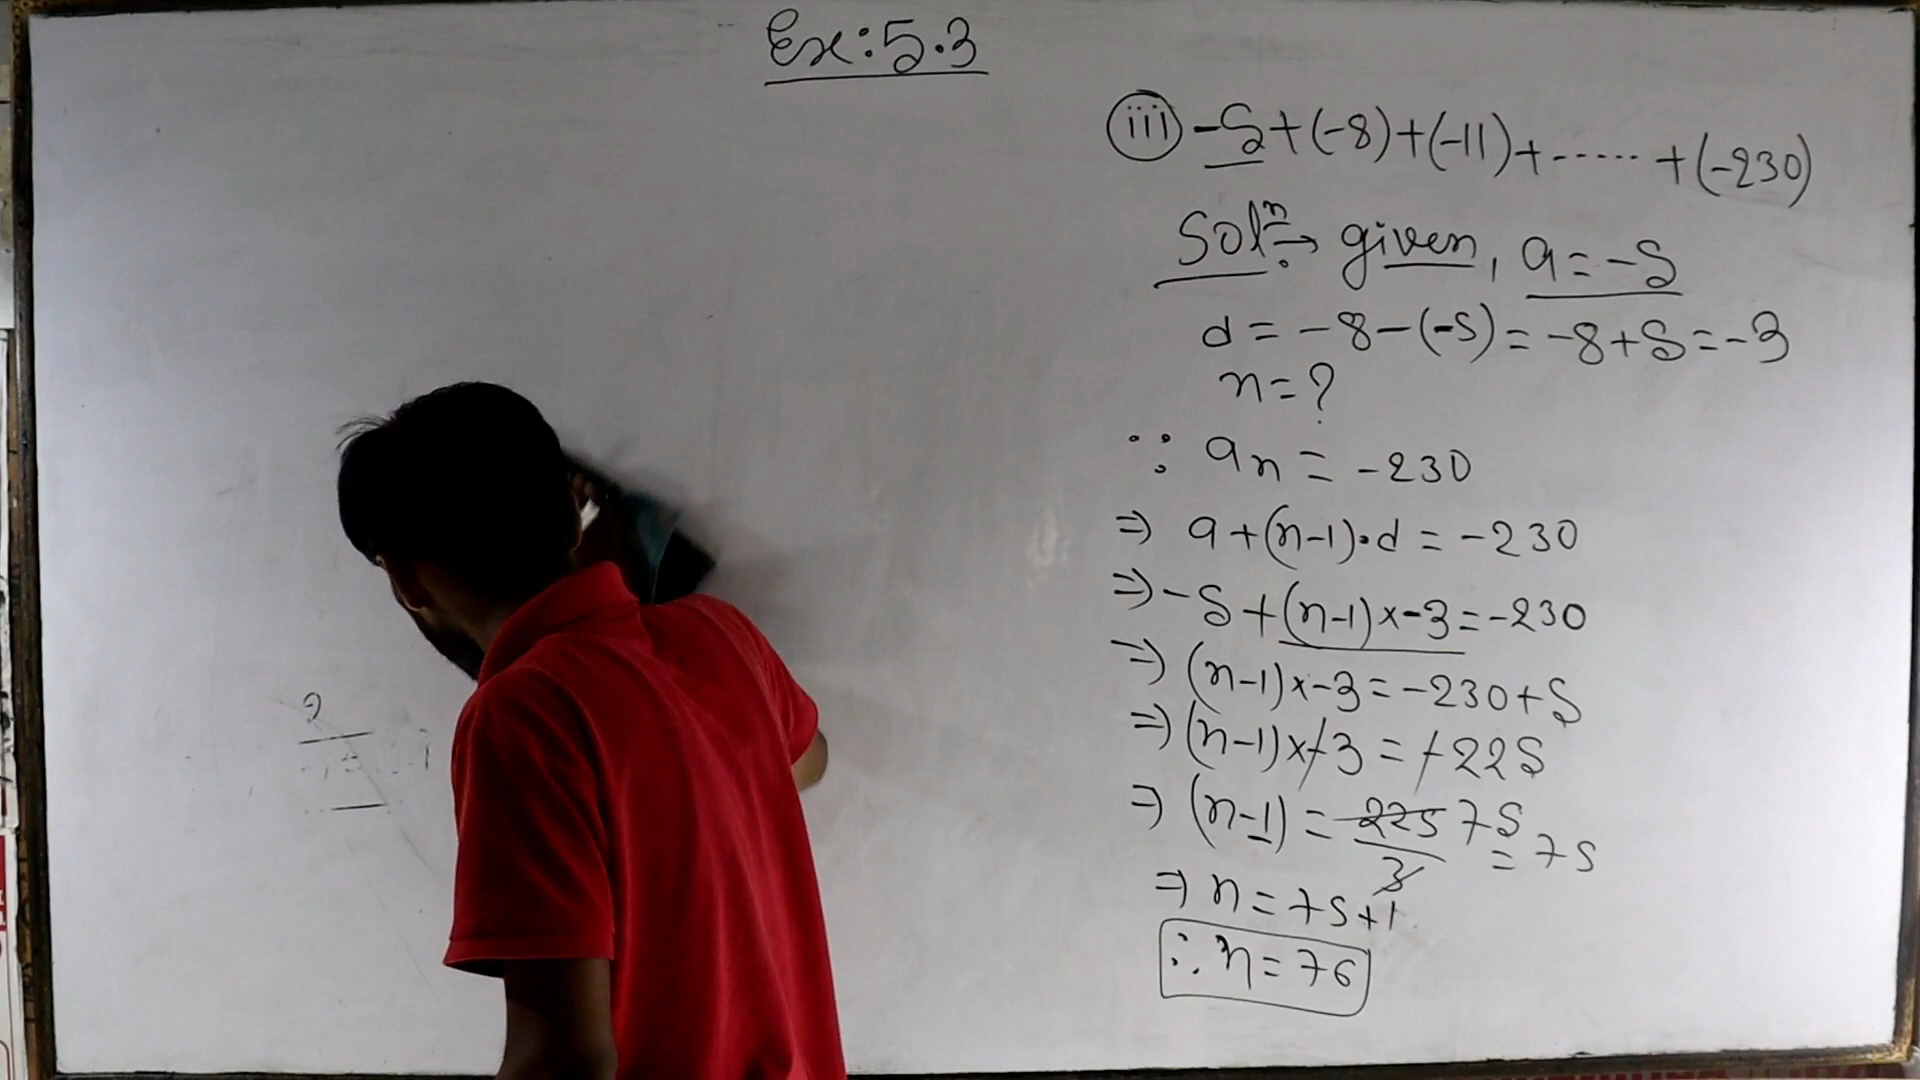 Ex:5.3
(iii) -5+(-8)+(-11)+......+(-230)
Solⁿ:→ given, a=-5
d = -8-(-5) = -8+5=-3
n=?
∵ an = -230
⇒ a+(n-1)·d = -230
⇒ -5+(n-1)×-3=-230
⇒ (n-1)×-3=-230+5
⇒ (n-1)×-3 = -225
⇒ (n-1) = 225/3 75 = 75
⇒ n = 75+1
∴ n=76